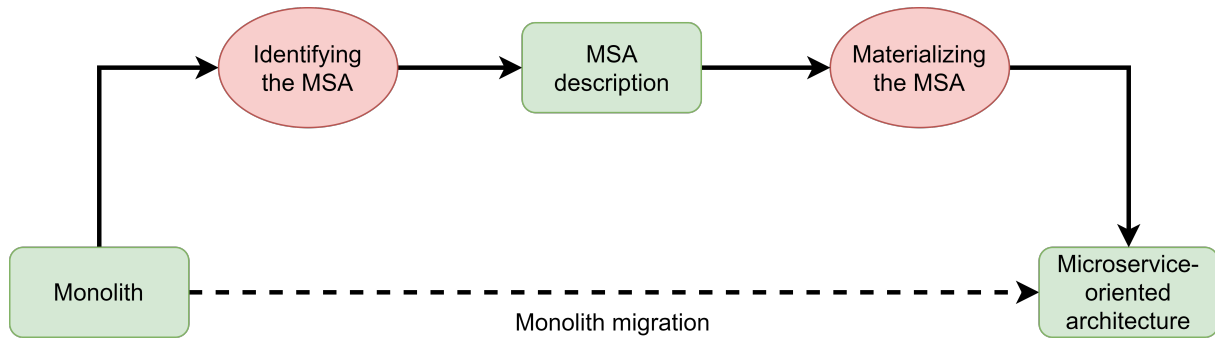 Identifying
the MSA
MSA
description
Materializing
the MSA
Monolith
Monolith migration
Microservice-
oriented
architecture